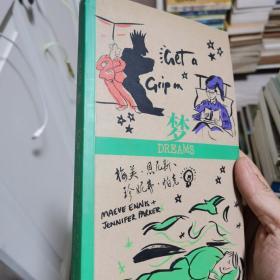 Get a
Grip on
梦
DREAMS
梅芙·恩尼斯、
珍妮弗·帕克
MAEVE ENNIS +
JENNIFER PARKER